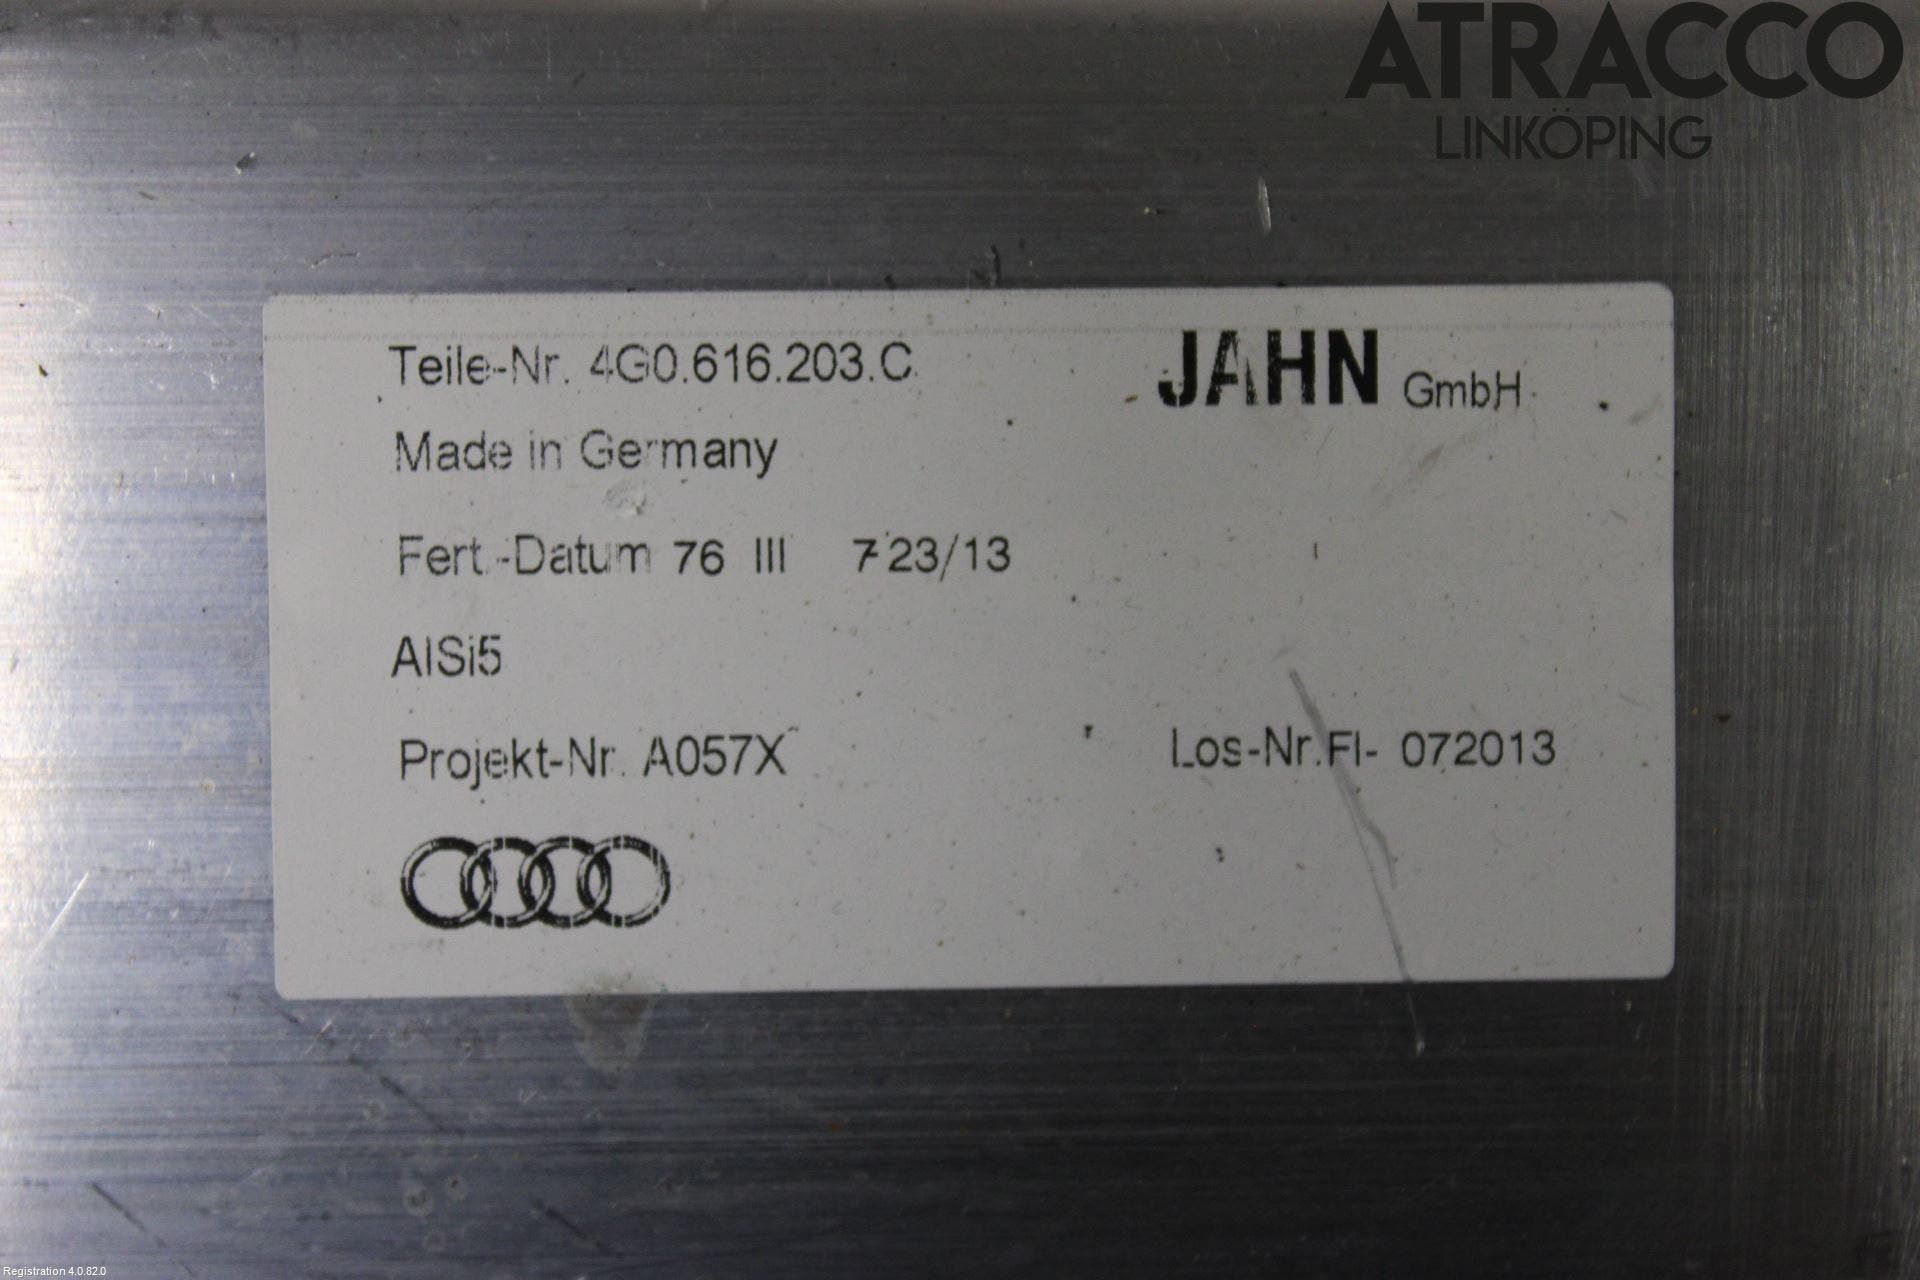 ATRACCO
LINKÖPING
Teile-Nr. 4G0.616.203.C
JAHN GmbH
Made in Germany
Fert.-Datum 76 III 7 23/13
AlSi5
Projekt-Nr. A057X
Los-Nr.FI- 072013
Registration 4.0.82.0